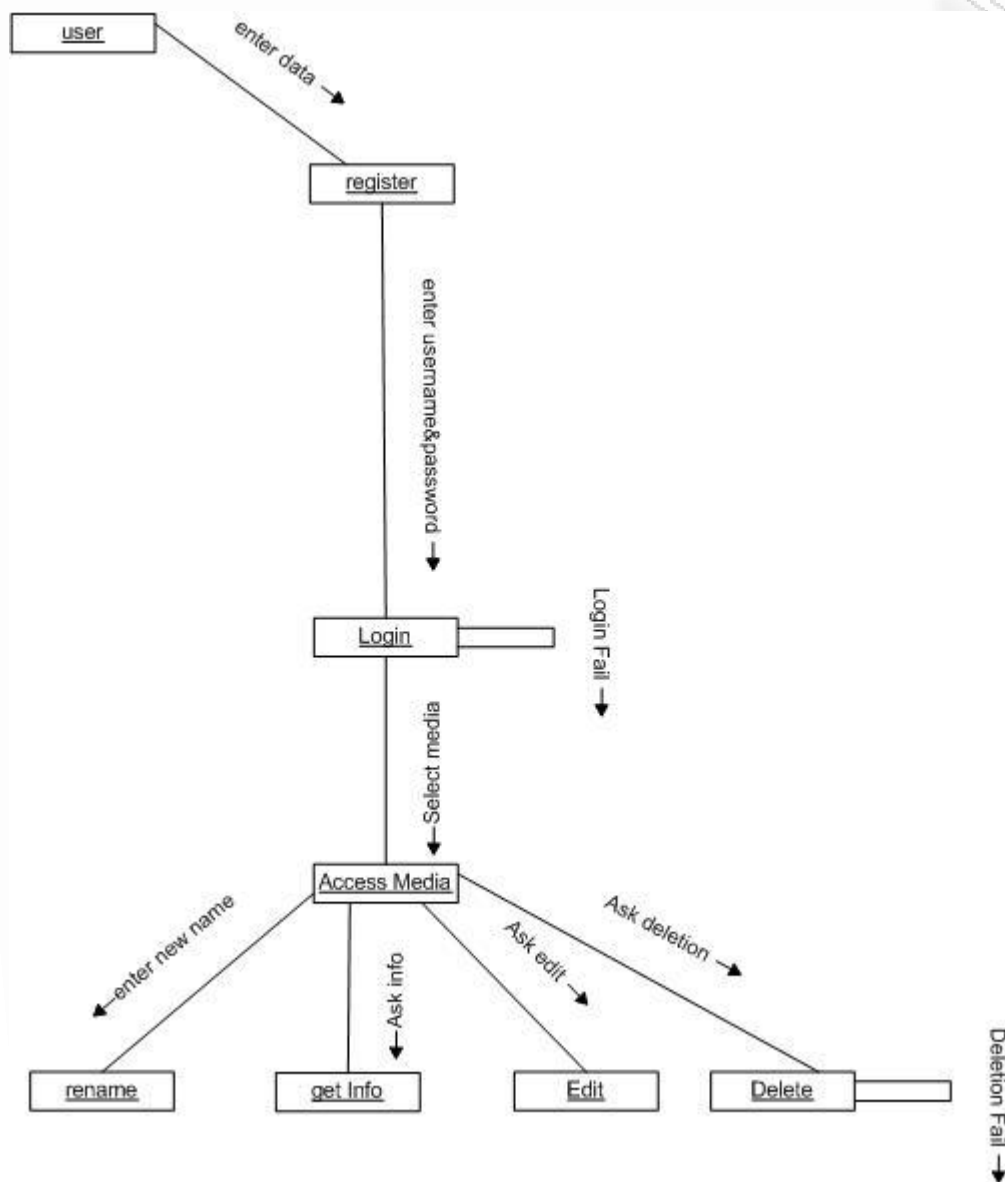 user
enter data
register
enter username&password
Login
Login Fail
Select media
Access Media
enter new name
Ask info
Ask edit
Ask deletion
rename
get Info
Edit
Delete
Deletion Fail